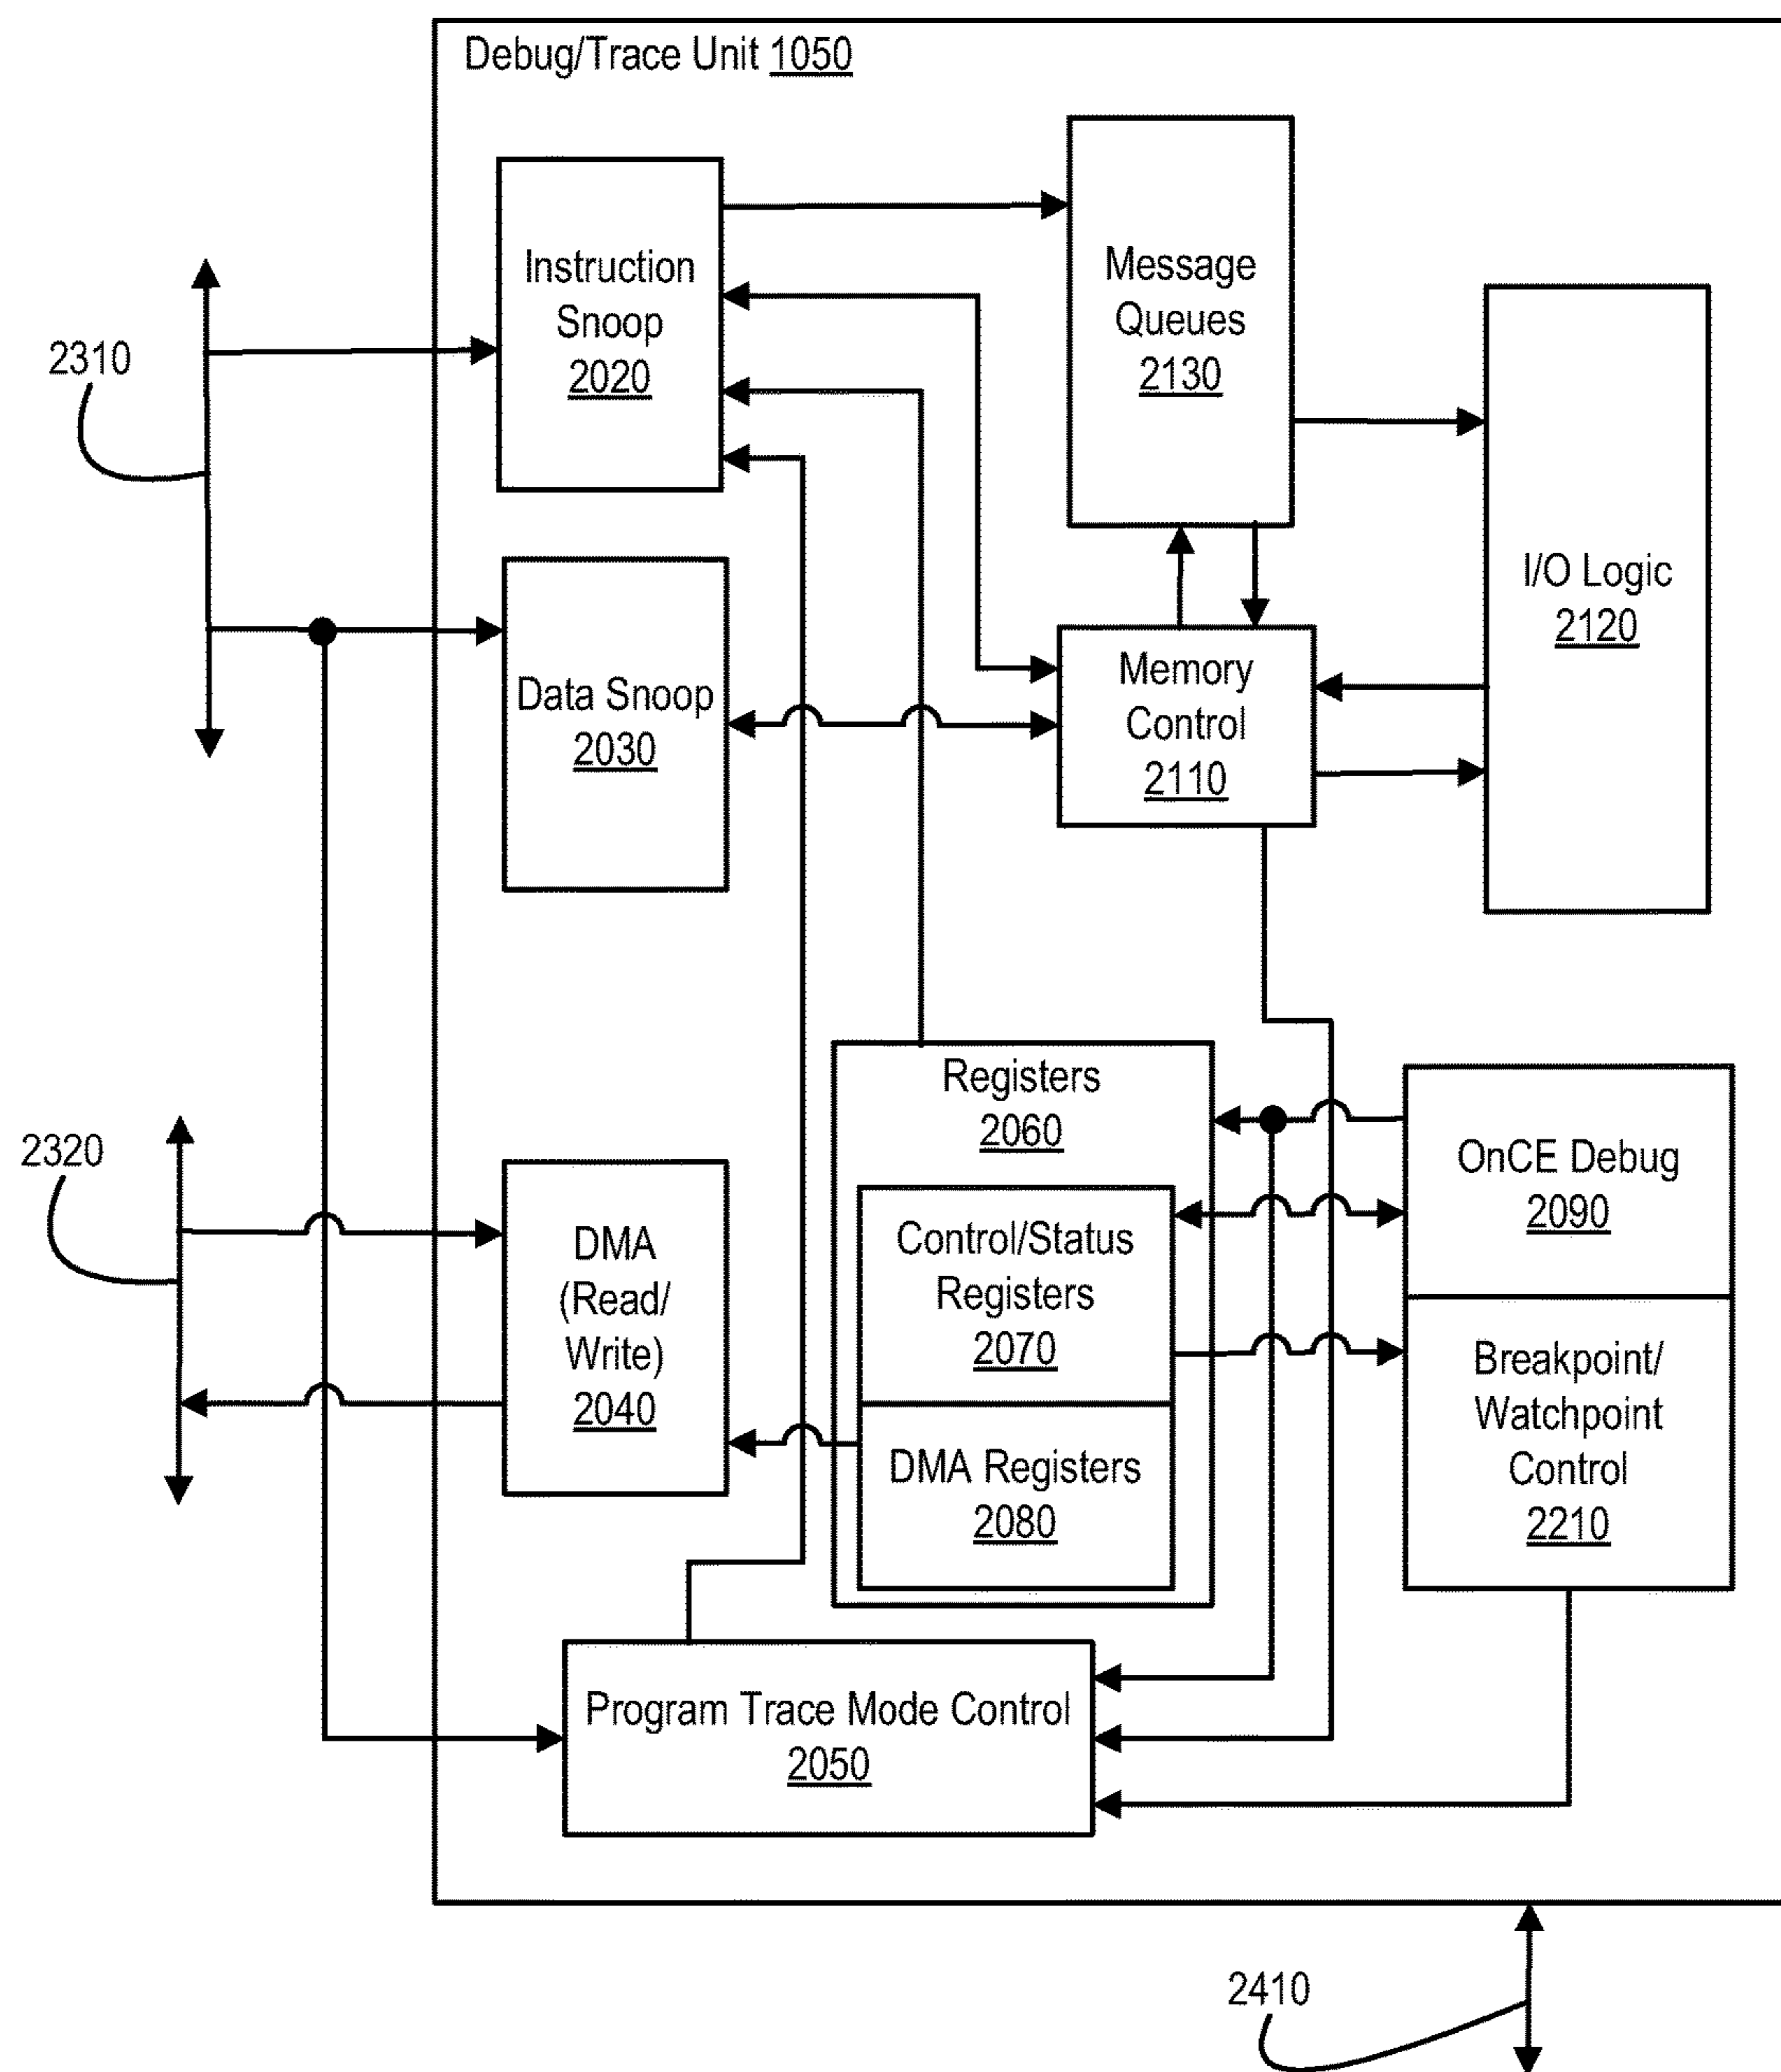 Debug/Trace Unit 1050
Instruction
Snoop
2020
Message
Queues
2130
2310
I/O Logic
2120
Data Snoop
2030
Memory
Control
2110
Registers
2060
2320
DMA
(Read/
Write)
2040
Control/Status
Registers
2070
DMA Registers
2080
OnCE Debug
2090
Breakpoint/
Watchpoint
Control
2210
Program Trace Mode Control
2050
2410